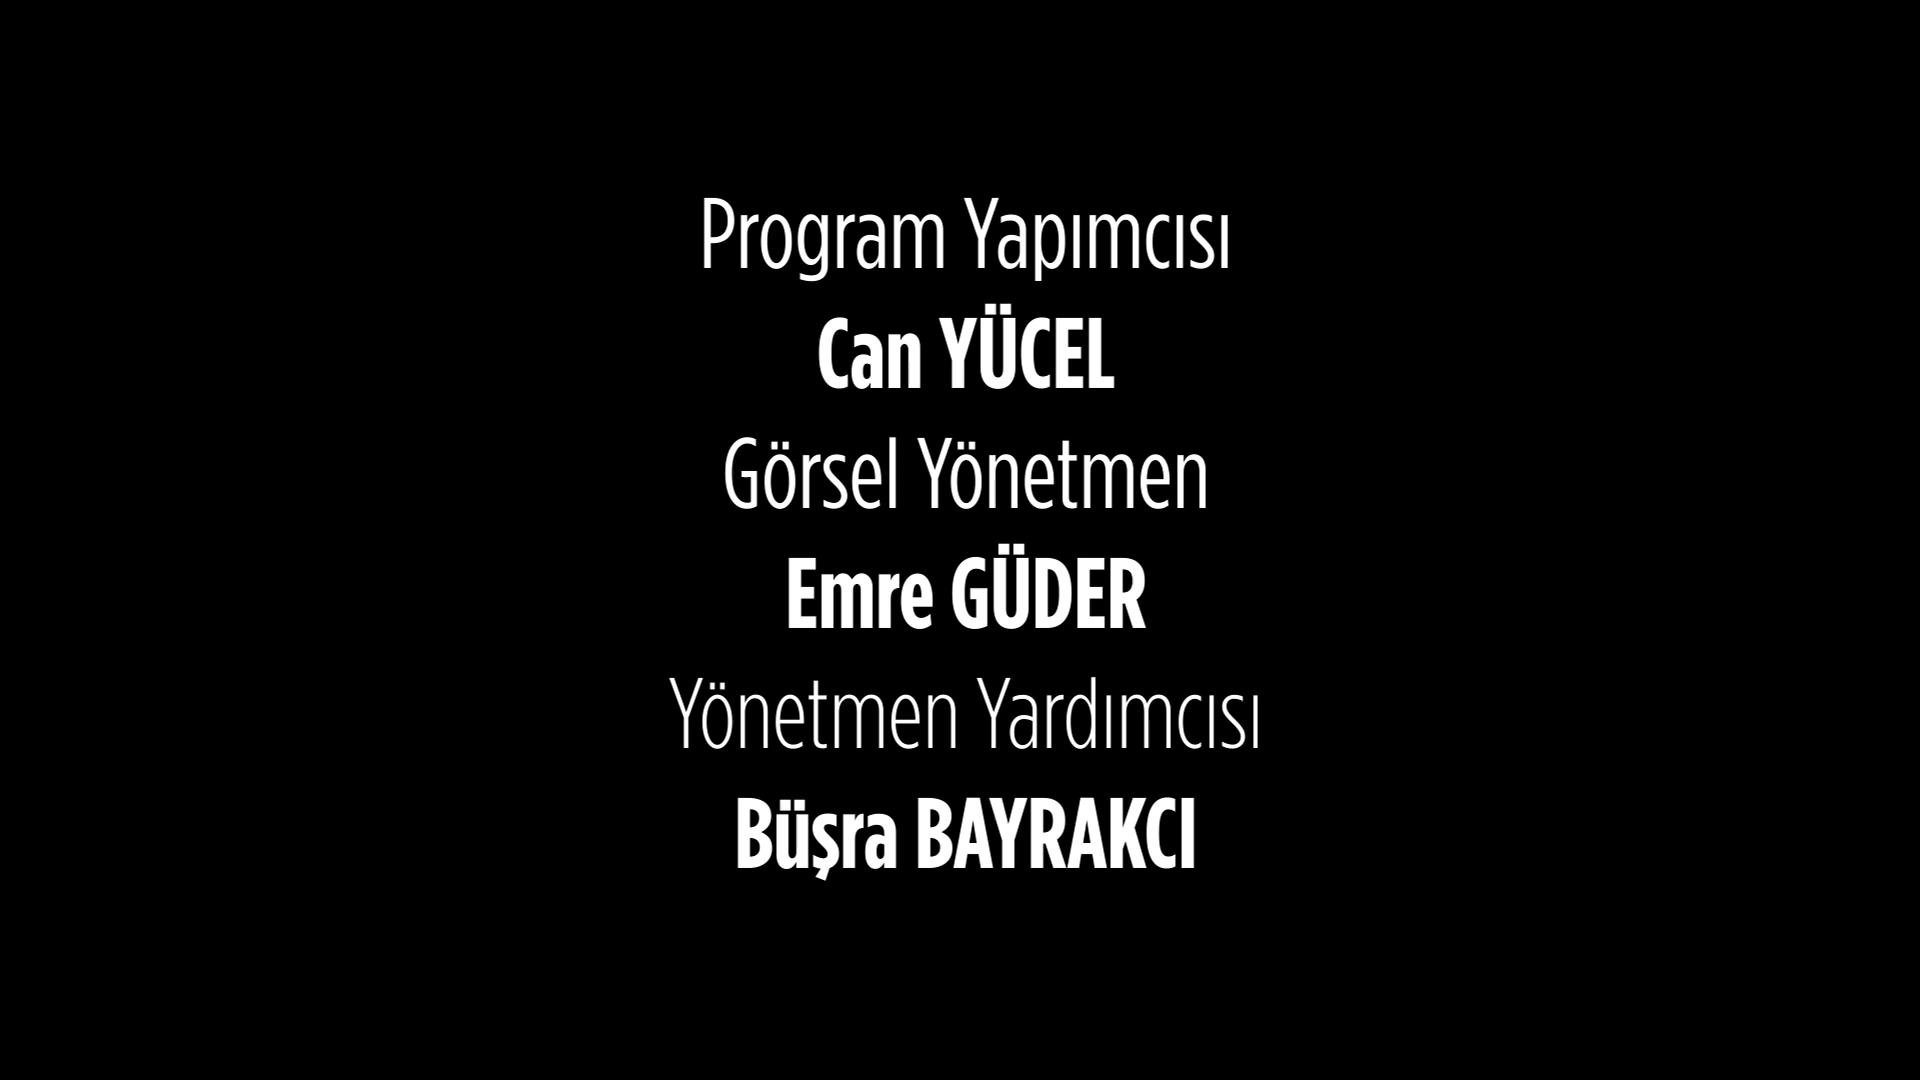 Program Yapımcısı
Can YÜCEL
Görsel Yönetmen
Emre GÜDER
Yönetmen Yardımcısı
Büşra BAYRAKCI